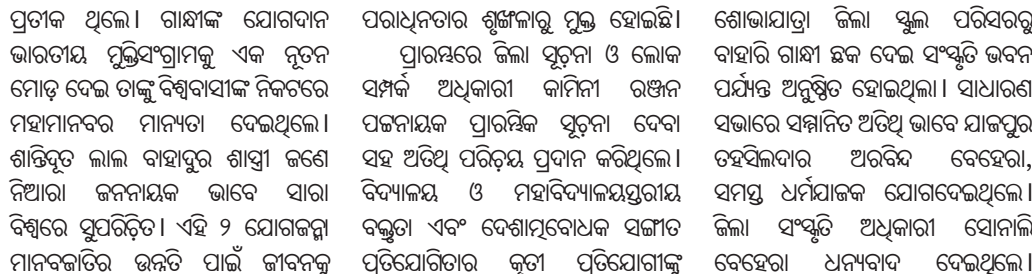 ପ୍ରତୀକ ଥିଲେ। ଗାନ୍ଧୀଙ୍କ ଯୋଗଦାନ
ଭାରତୀୟ ମୁକ୍ତିସଂଗ୍ରାମକୁ ଏକ ନୂତନ
ମୋଡ଼ ଦେଇ ତାଙ୍କୁ ବିଶ୍ୱବାସୀଙ୍କ ନିକଟରେ
ମହାମାନବର ମାନ୍ୟତା ଦେଇଥିଲେ।
ଶାନ୍ତିଦୂତ ଲାଲ ବାହାଦୁର ଶାସ୍ତ୍ରୀ ଜଣେ
ନିଆରା ଜନନାୟକ ଭାବେ ସାରା
ବିଶ୍ୱରେ ସୁପରିଚିତ। ଏହି ୨ ଯୋଗଜନ୍ମା
ମାନବଜାତିର ଉନ୍ନତି ପାଇଁ ଜୀବନକୁ
ପରାଧିନତାର ଶୃଙ୍ଖଳାରୁ ମୁକ୍ତ ହୋଇଛି।
ପ୍ରାରମ୍ଭରେ ଜିଲା ସୂଚନା ଓ ଲୋକ
ସମ୍ପର୍କ ଅଧିକାରୀ କାମିନୀ ରଞ୍ଜନ
ପଟ୍ଟନାୟକ ପ୍ରାରମ୍ଭିକ ସୂଚନା ଦେବା
ସହ ଅତିଥି ପରିଚୟ ପ୍ରଦାନ କରିଥିଲେ।
ବିଦ୍ୟାଳୟ ଓ ମହାବିଦ୍ୟାଳୟସ୍ତରୀୟ
ବକ୍ତୃତା ଏବଂ ଦେଶାତ୍ମବୋଧକ ସଙ୍ଗୀତ
ପ୍ରତିଯୋଗିତାର କୃତୀ ପ୍ରତିଯୋଗୀଙ୍କୁ
ଶୋଭାଯାତ୍ରା ଜିଲା ସ୍କୁଲ ପରିସରରୁ
ବାହାରି ଗାନ୍ଧୀ ଛକ ଦେଇ ସଂସ୍କୃତି ଭବନ
ପର୍ଯ୍ୟନ୍ତ ଅନୁଷ୍ଠିତ ହୋଇଥିଲା। ସାଧାରଣ
ସଭାରେ ସମ୍ମାନିତ ଅତିଥି ଭାବେ ଯାଜପୁର
ତହସିଲଦାର ଅରବିନ୍ଦ ବେହେରା,
ସମସ୍ତ ଧର୍ମଯାଜକ ଯୋଗଦେଇଥିଲେ।
ଜିଲା ସଂସ୍କୃତି ଅଧିକାରୀ ସୋନାଲି
ବେହେରା ଧନ୍ୟବାଦ ଦେଇଥିଲେ।